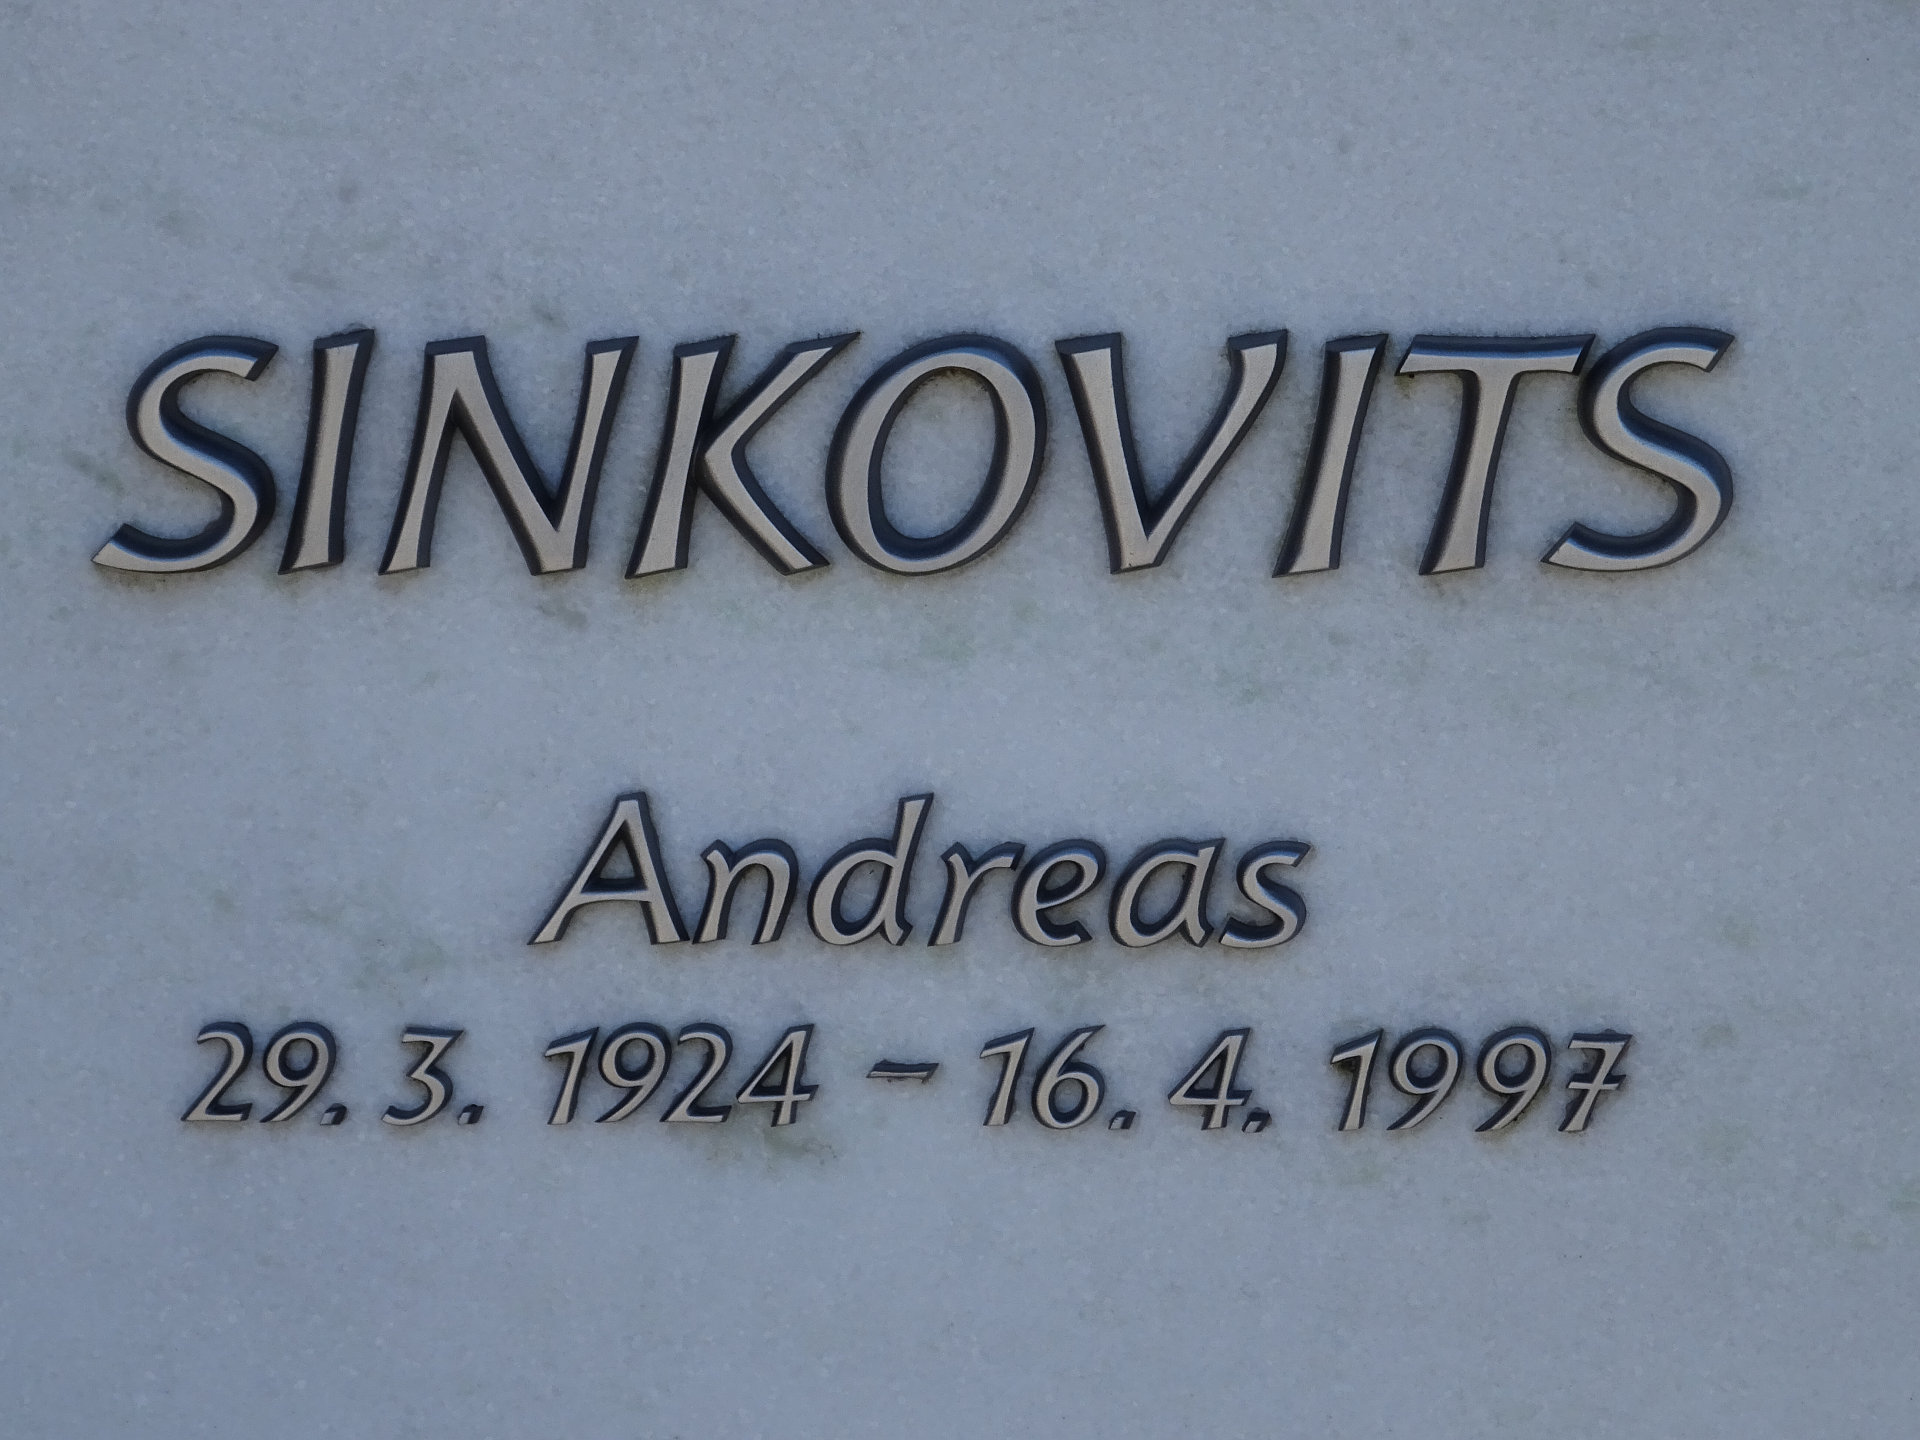 SINKOVITS
Andreas
29. 3. 1924 - 16. 4. 1997